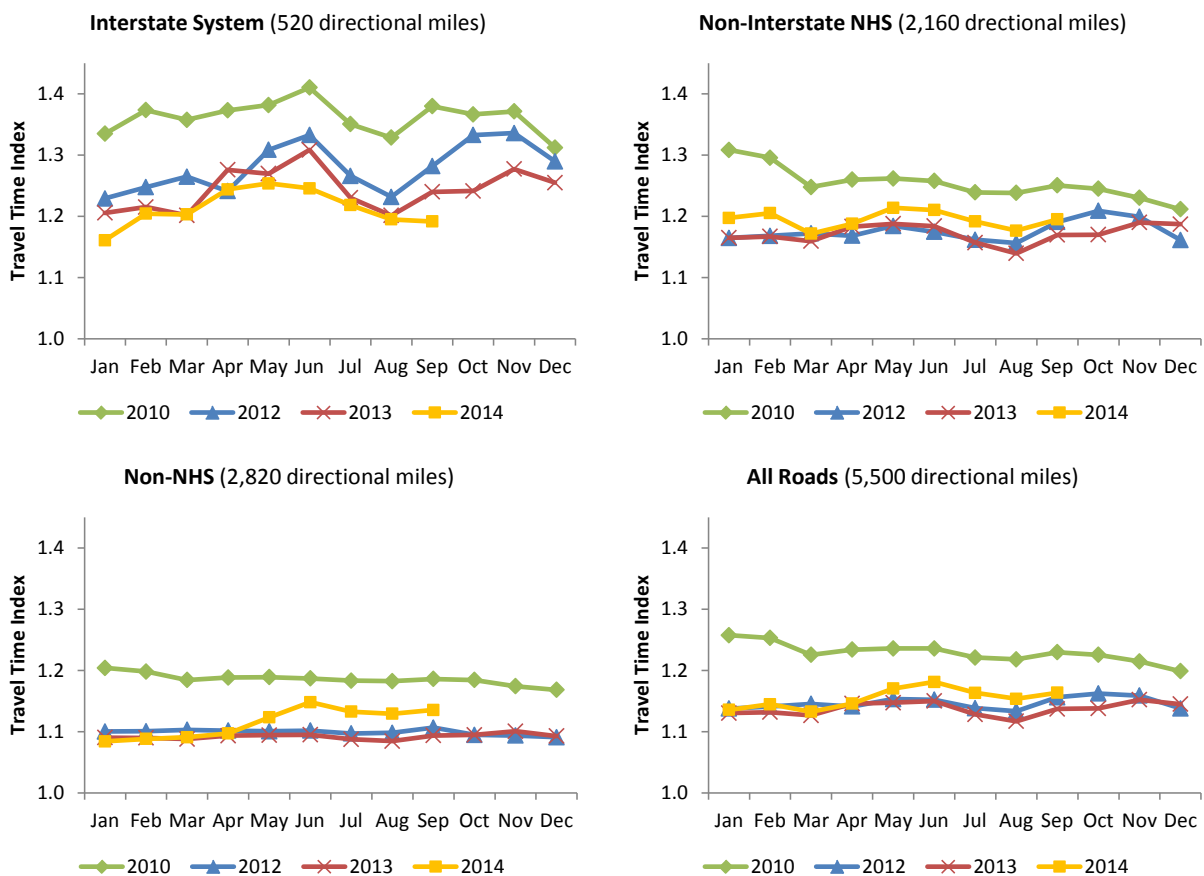 Interstate System (520 directional miles)
Travel Time Index
1.4
1.3
1.2
1.1
1.0
Jan Feb Mar Apr May Jun Jul Aug Sep Oct Nov Dec
2010 2012 2013 2014
Non-Interstate NHS (2,160 directional miles)
Travel Time Index
1.4
1.3
1.2
1.1
1.0
Jan Feb Mar Apr May Jun Jul Aug Sep Oct Nov Dec
2010 2012 2013 2014
Non-NHS (2,820 directional miles)
Travel Time Index
1.4
1.3
1.2
1.1
1.0
Jan Feb Mar Apr May Jun Jul Aug Sep Oct Nov Dec
2010 2012 2013 2014
All Roads (5,500 directional miles)
Travel Time Index
1.4
1.3
1.2
1.1
1.0
Jan Feb Mar Apr May Jun Jul Aug Sep Oct Nov Dec
2010 2012 2013 2014